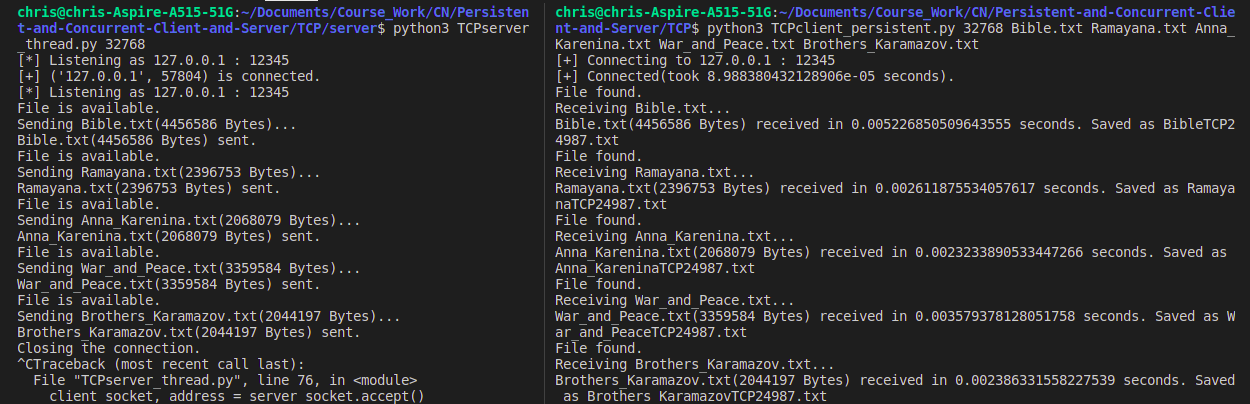 chris@chris-Aspire-A515-51G:~/Documents/Course_Work/CN/Persisten
t-and-Concurrent-Client-and-Server/TCP/server$ python3 TCPserver
_thread.py 32768
[*] Listening as 127.0.0.1 : 12345
[+] ('127.0.0.1', 57804) is connected.
[*] Listening as 127.0.0.1 : 12345
File is available.
Sending Bible.txt(4456586 Bytes)...
Bible.txt(4456586 Bytes) sent.
File is available.
Sending Ramayana.txt(2396753 Bytes)...
Ramayana.txt(2396753 Bytes) sent.
File is available.
Sending Anna_Karenina.txt(2068079 Bytes)...
Anna_Karenina.txt(2068079 Bytes) sent.
File is available.
Sending War_and_Peace.txt(3359584 Bytes)...
War_and_Peace.txt(3359584 Bytes) sent.
File is available.
Sending Brothers_Karamazov.txt(2044197 Bytes)...
Brothers_Karamazov.txt(2044197 Bytes) sent.
Closing the connection.
^CTraceback (most recent call last):
  File "TCPserver_thread.py", line 76, in <module>
    client_socket, address = server_socket.accept()
chris@chris-Aspire-A515-51G:~/Documents/Course_Work/CN/Persistent-and-Concurrent-Clie
nt-and-Server/TCP$ python3 TCPclient_persistent.py 32768 Bible.txt Ramayana.txt Anna_
Karenina.txt War_and_Peace.txt Brothers_Karamazov.txt
[+] Connecting to 127.0.0.1 : 12345
[+] Connected(took 8.988380432128906e-05 seconds).
File found.
Receiving Bible.txt...
Bible.txt(4456586 Bytes) received in 0.005226850509643555 seconds. Saved as BibleTCP2
4987.txt
File found.
Receiving Ramayana.txt...
Ramayana.txt(2396753 Bytes) received in 0.002611875534057617 seconds. Saved as Ramaya
naTCP24987.txt
File found.
Receiving Anna_Karenina.txt...
Anna_Karenina.txt(2068079 Bytes) received in 0.0023233890533447266 seconds. Saved as
Anna_KareninaTCP24987.txt
File found.
Receiving War_and_Peace.txt...
War_and_Peace.txt(3359584 Bytes) received in 0.003579378128051758 seconds. Saved as W
ar_and_PeaceTCP24987.txt
File found.
Receiving Brothers_Karamazov.txt...
Brothers_Karamazov.txt(2044197 Bytes) received in 0.002386331558227539 seconds. Saved
 as Brothers_KaramazovTCP24987.txt